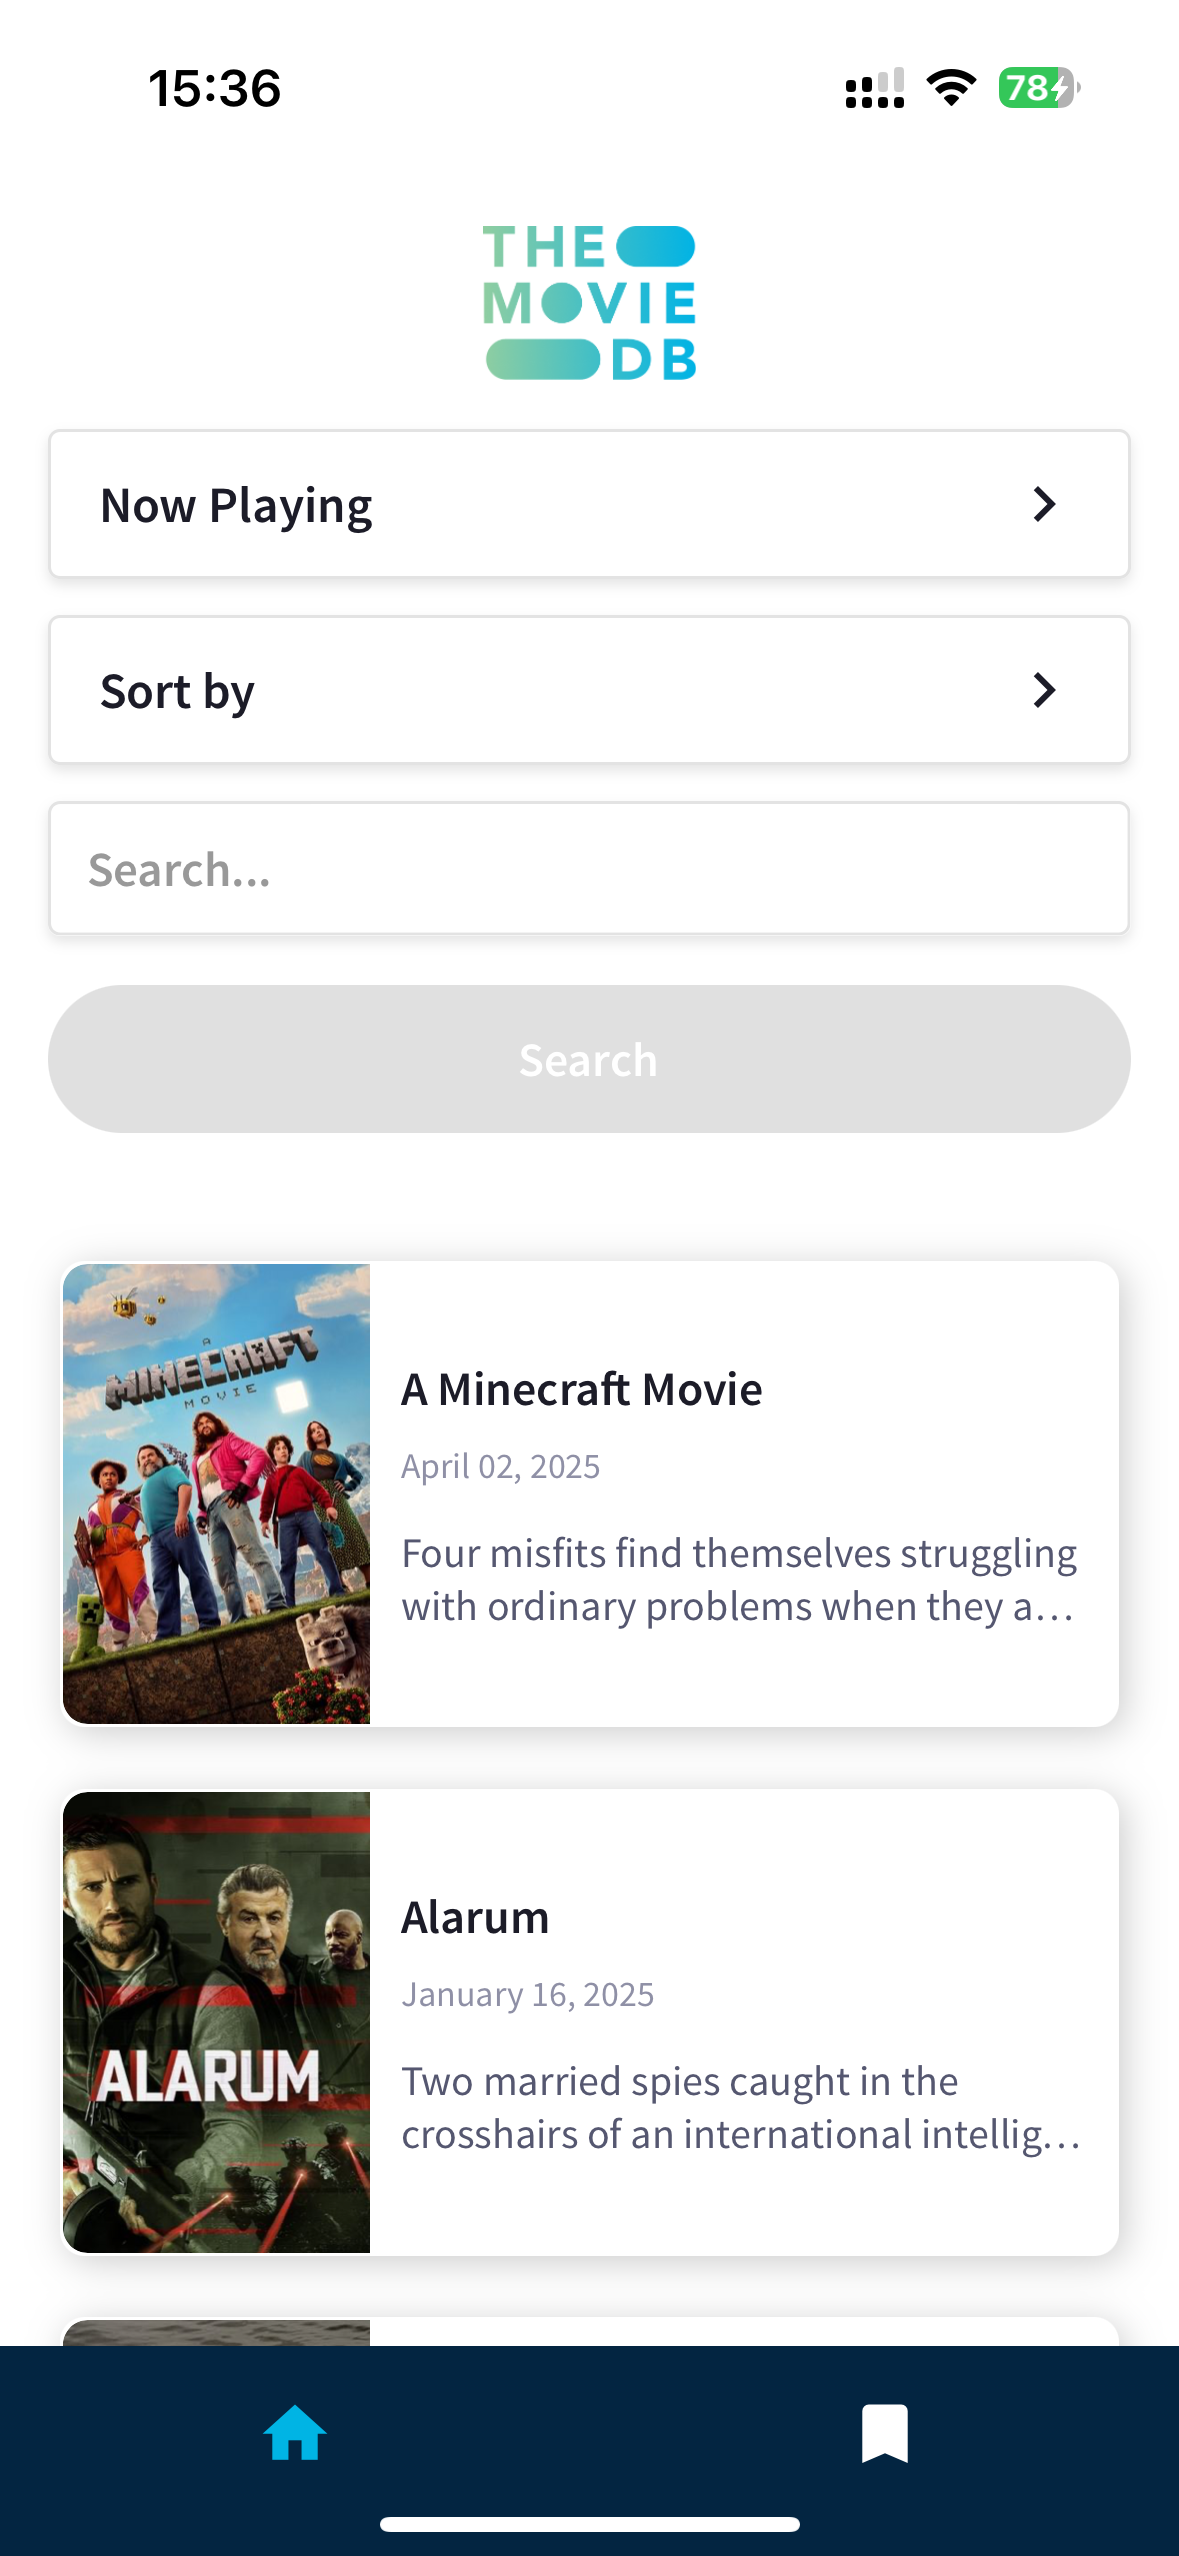 15:36
78
THE
MOVIE
DB
Now Playing
Sort by
Search...
Search
A
MINECRAFT
MOVIE
A Minecraft Movie
April 02, 2025
Four misfits find themselves struggling
with ordinary problems when they a...
ALARUM
Alarum
January 16, 2025
Two married spies caught in the
crosshairs of an international intellig...